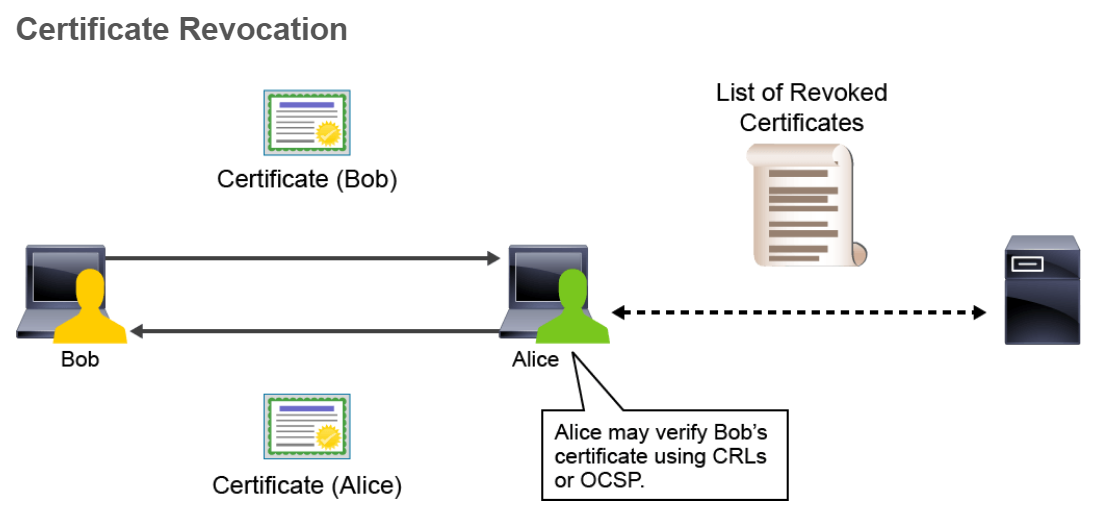 Certificate Revocation
List of Revoked
Certificates
Certificate (Bob)
Bob
Alice
Alice may verify Bob’s
certificate using CRLs
or OCSP.
Certificate (Alice)